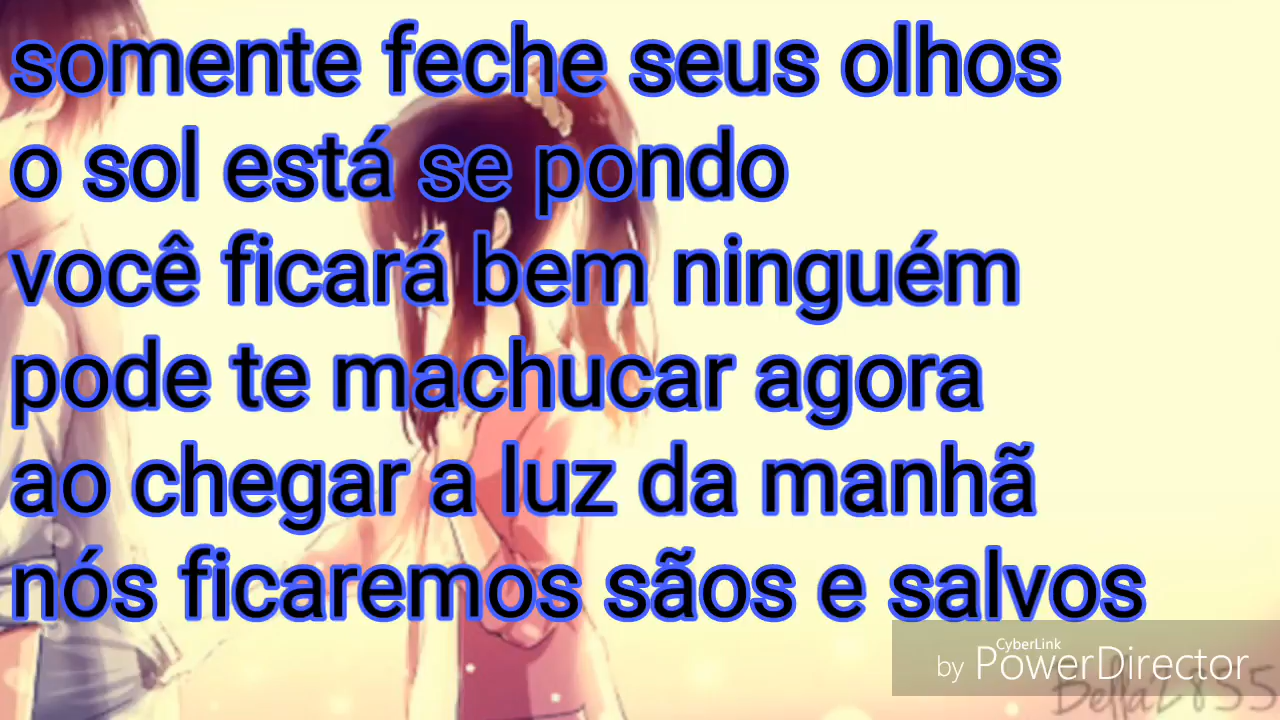 somente feche seus olhos
o sol está se pondo
você ficará bem ninguém
pode te machucar agora
ao chegar a luz da manhã
nós ficaremos sãos e salvos
CyberLink
by PowerDirector